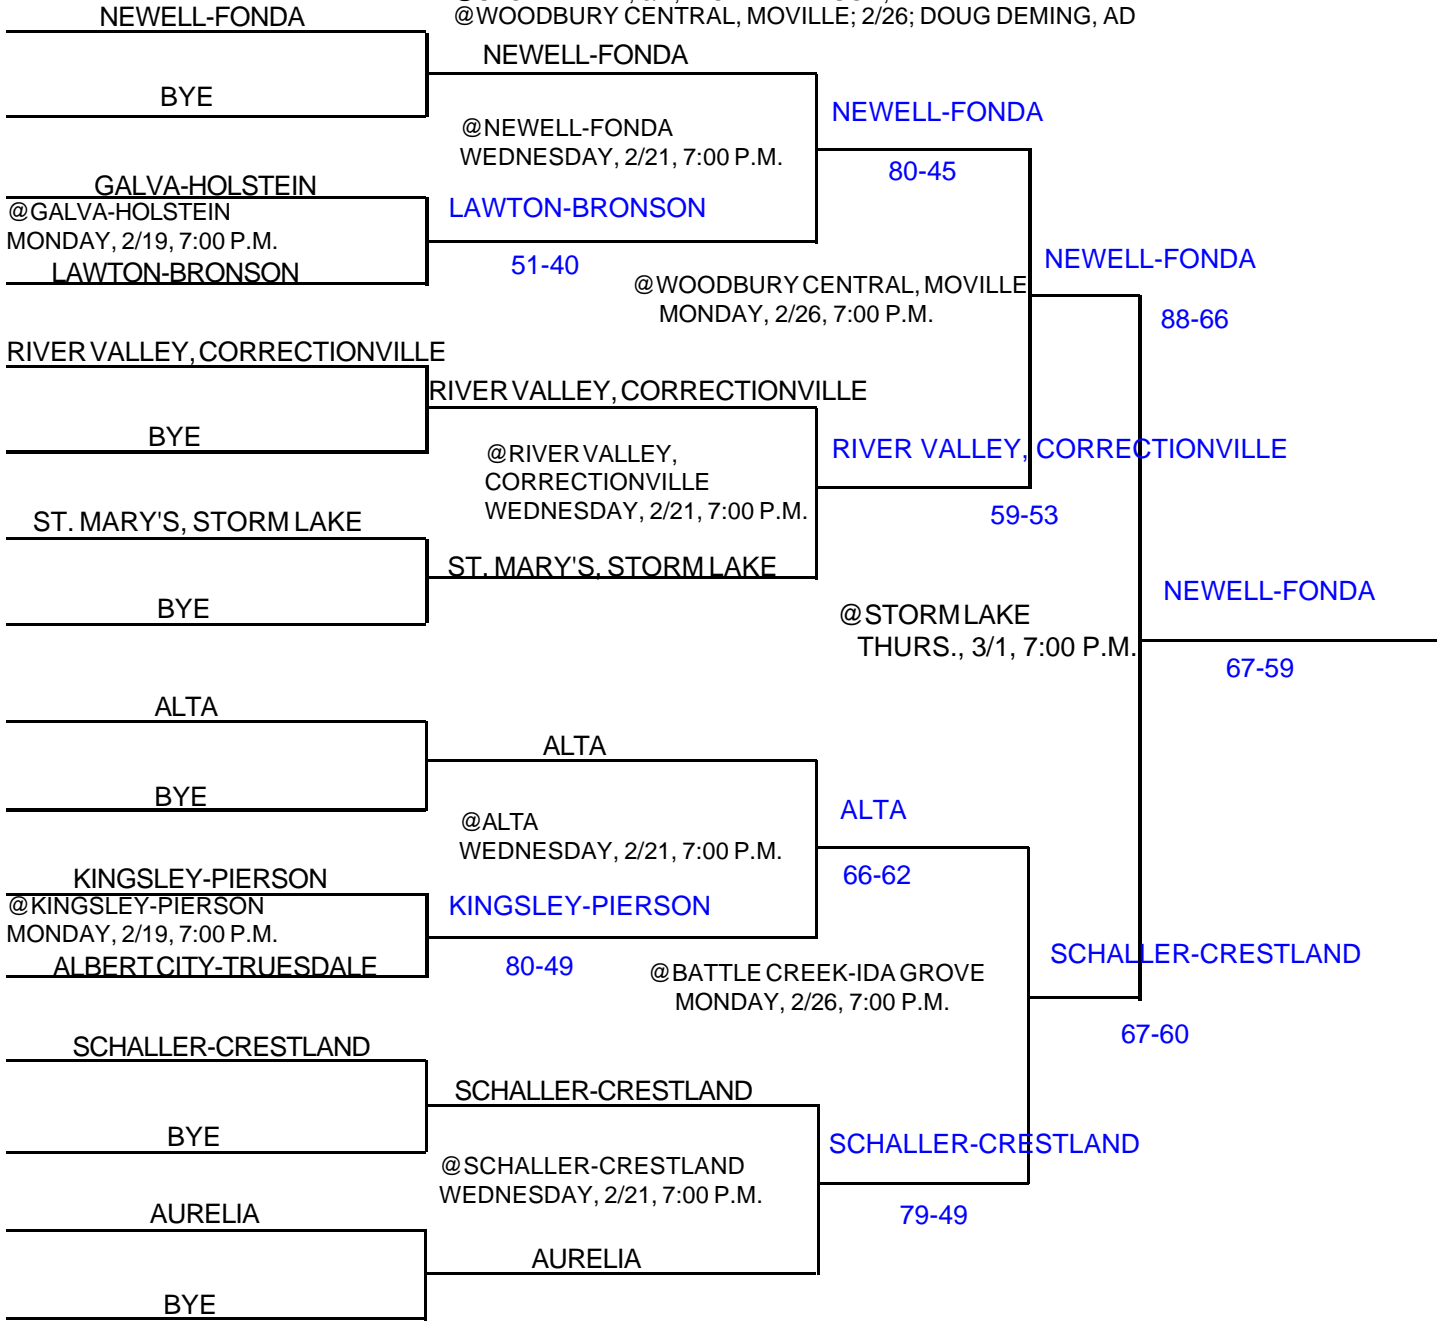 NEWELL-FONDA
@WOODBURY CENTRAL, MOVILLE; 2/26; DOUG DEMING, AD
NEWELL-FONDA
BYE
NEWELL-FONDA
@NEWELL-FONDA
WEDNESDAY, 2/21, 7:00 P.M.
80-45
GALVA-HOLSTEIN
@GALVA-HOLSTEIN
MONDAY, 2/19, 7:00 P.M.
LAWTON-BRONSON
LAWTON-BRONSON
51-40
NEWELL-FONDA
@WOODBURY CENTRAL, MOVILLE
MONDAY, 2/26, 7:00 P.M.
88-66
RIVER VALLEY, CORRECTIONVILLE
RIVER VALLEY, CORRECTIONVILLE
BYE
@RIVER VALLEY,
CORRECTIONVILLE
WEDNESDAY, 2/21, 7:00 P.M.
RIVER VALLEY, CORRECTIONVILLE
59-53
ST. MARY'S, STORM LAKE
ST. MARY'S, STORM LAKE
BYE
@STORM LAKE
THURS., 3/1, 7:00 P.M.
NEWELL-FONDA
67-59
ALTA
ALTA
BYE
@ALTA
WEDNESDAY, 2/21, 7:00 P.M.
ALTA
66-62
KINGSLEY-PIERSON
@KINGSLEY-PIERSON
MONDAY, 2/19, 7:00 P.M.
ALBERT CITY-TRUESDALE
KINGSLEY-PIERSON
80-49
@BATTLE CREEK-IDA GROVE
MONDAY, 2/26, 7:00 P.M.
SCHALLER-CRESTLAND
67-60
SCHALLER-CRESTLAND
SCHALLER-CRESTLAND
BYE
@SCHALLER-CRESTLAND
WEDNESDAY, 2/21, 7:00 P.M.
SCHALLER-CRESTLAND
79-49
AURELIA
AURELIA
BYE